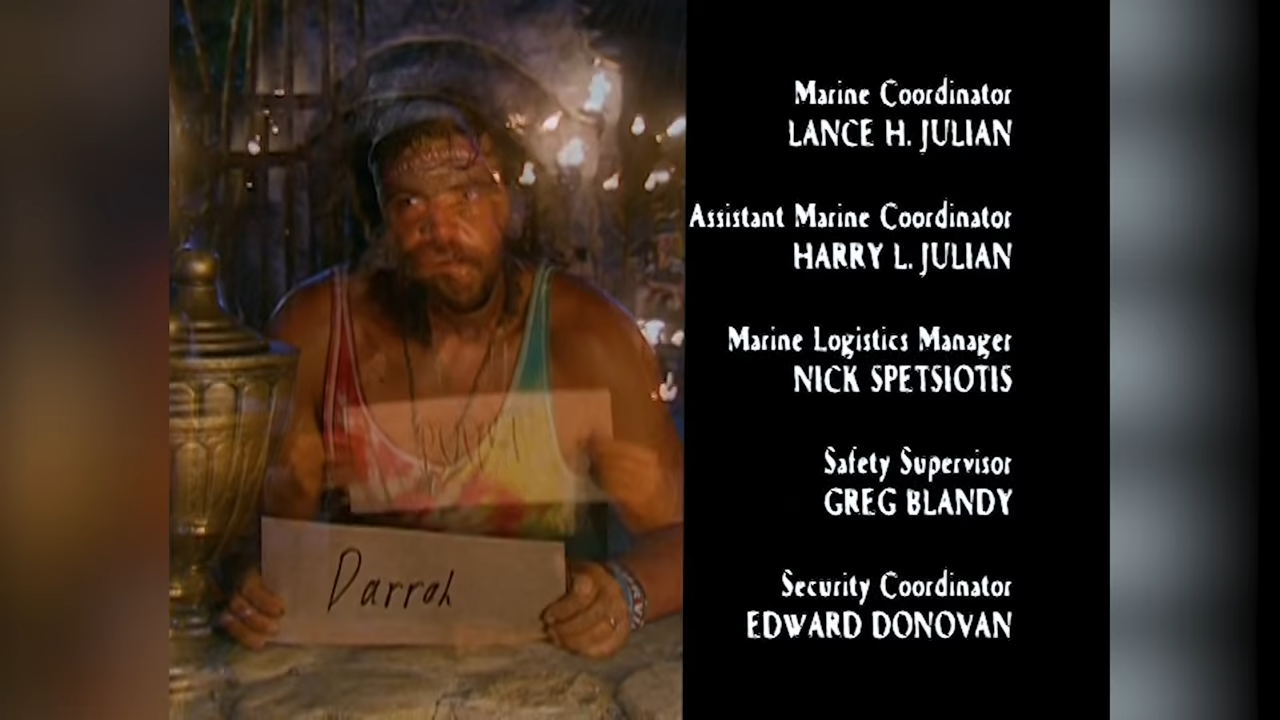 Marine Coordinator
LANCE H. JULIAN
Assistant Marine Coordinator
HARRY L. JULIAN
Marine Logistics Manager
NICK SPETSIOTIS
Safety Supervisor
GREG BLANDY
Security Coordinator
EDWARD DONOVAN
Darrah